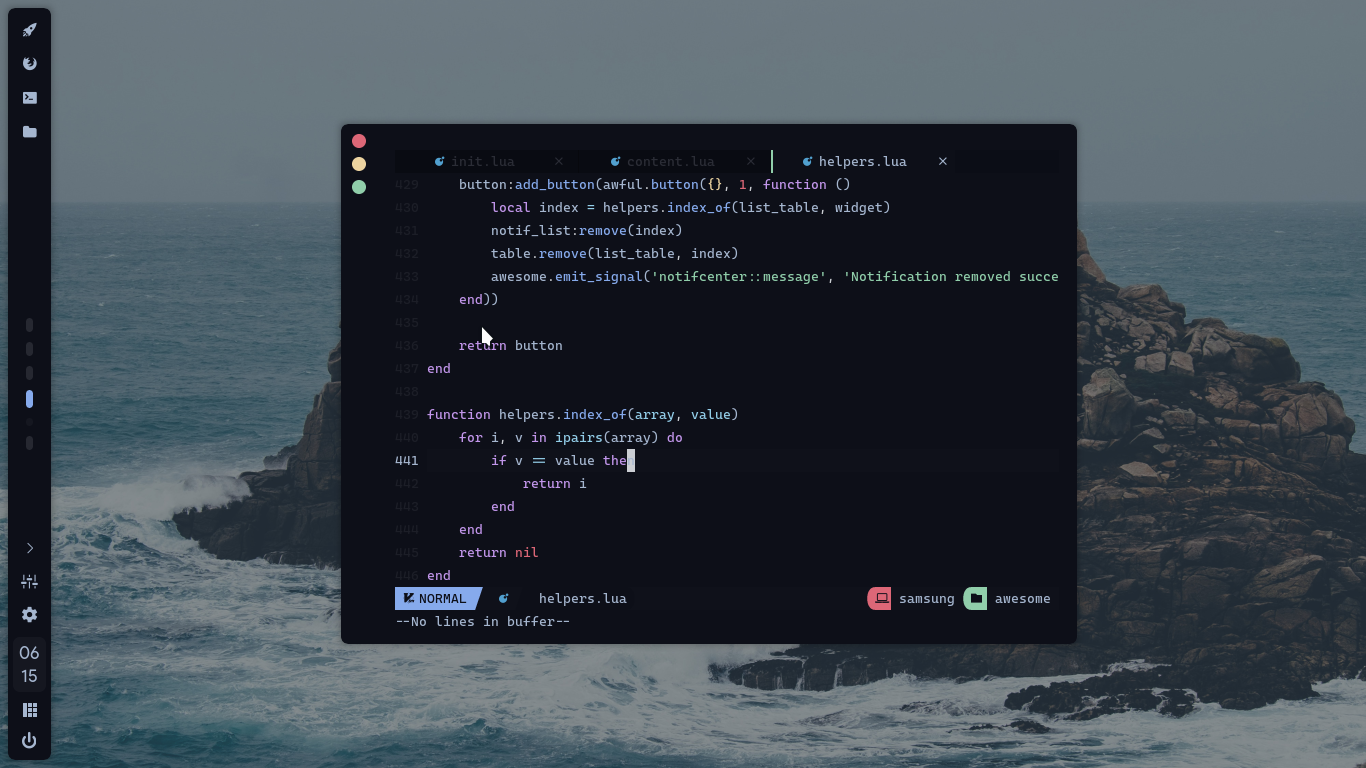 init.lua × content.lua × helpers.lua ×
429 button:add_button(awful.button({}, 1, function ()
430 local index = helpers.index_of(list_table, widget)
431 notif_list:remove(index)
432 table.remove(list_table, index)
433 awesome.emit_signal('notifcenter::message', 'Notification removed succe
434 end))
435
436 return button
437 end
438
439 function helpers.index_of(array, value)
440 for i, v in ipairs(array) do
441 if v == value then
442 return i
443 end
444 end
445 return nil
446 end
NORMAL helpers.lua samsung awesome
--No lines in buffer--
06
15